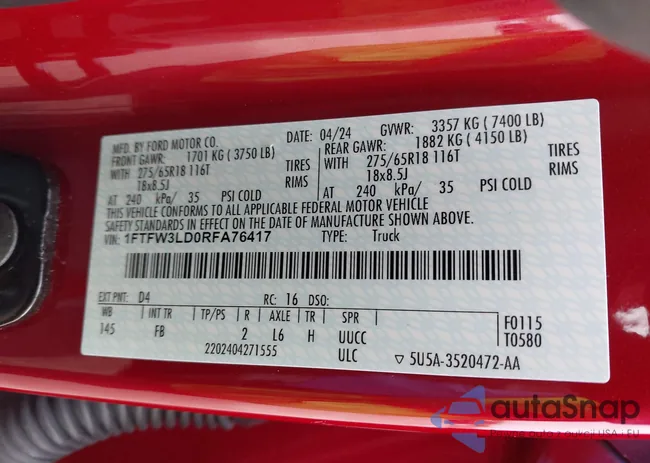 MFD. BY FORD MOTOR CO.
DATE: 04/24 GVWR: 3357 KG ( 7400 LB)
FRONT GAWR: 1701 KG ( 3750 LB)
REAR GAWR: 1882 KG ( 4150 LB)
WITH 275/65R18 116T TIRES
WITH 275/65R18 116T TIRES
18x8.5J RIMS
18x8.5J RIMS
AT 240 kPa/ 35 PSI COLD
AT 240 kPa/ 35 PSI COLD
THIS VEHICLE CONFORMS TO ALL APPLICABLE FEDERAL MOTOR VEHICLE
SAFETY STANDARDS IN EFFECT ON THE DATE OF MANUFACTURE SHOWN ABOVE.
VIN: 1FTFW3LD0RFA76417 TYPE: Truck
EXT PNT: D4 RC: 16 DSO:
WB INT TR TP/PS R AXLE TR SPR
145 FB 2 L6 H UUCC
ULC
F0115
T0580
2202404271555
▽ 5U5A-3520472-AA
autoSnap